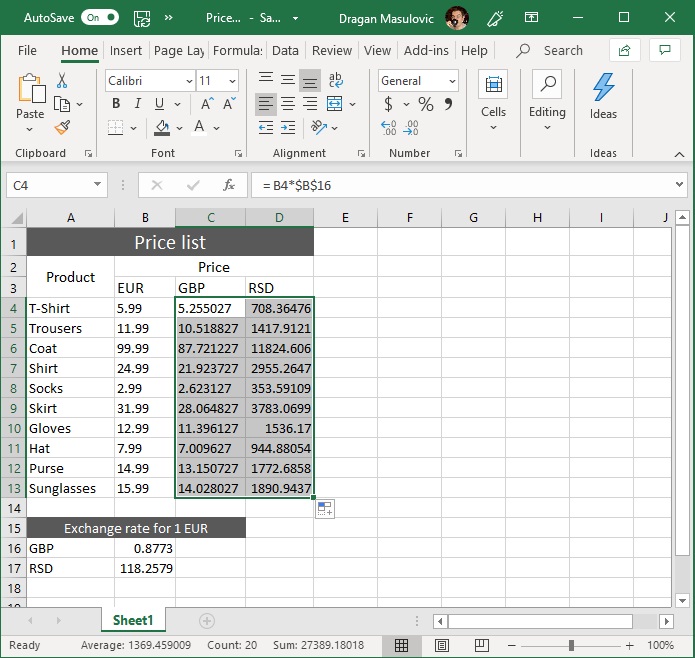 AutoSave On » Price... - Sa... Dragan Masulovic
File Home Insert Page Lay Formula: Data Review View Add-ins Help Search
Paste
Calibri 11
B I U A A
A
ab
General
$ % 9
Cells Editing Ideas
Clipboard Font Alignment Number Ideas
C4 fx = B4*$B$16
A B C D E F G H I J
1 Price list
2 Product Price
3 EUR GBP RSD
4 T-Shirt 5.99 5.255027 708.36476
5 Trousers 11.99 10.518827 1417.9121
6 Coat 99.99 87.721227 11824.606
7 Shirt 24.99 21.923727 2955.2647
8 Socks 2.99 2.623127 353.59109
9 Skirt 31.99 28.064827 3783.0699
10 Gloves 12.99 11.396127 1536.17
11 Hat 7.99 7.009627 944.88054
12 Purse 14.99 13.150727 1772.6858
13 Sunglasses 15.99 14.028027 1890.9437
14
15 Exchange rate for 1 EUR
16 GBP 0.8773
17 RSD 118.2579
18
19
Sheet1
Ready Average: 1369.459009 Count: 20 Sum: 27389.18018 100%